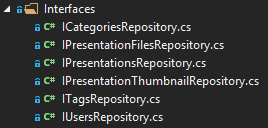 Interfaces
C# ICategoriesRepository.cs
C# IPresentationFilesRepository.cs
C# IPresentationsRepository.cs
C# IPresentationThumbnailRepository.cs
C# ITagsRepository.cs
C# IUsersRepository.cs